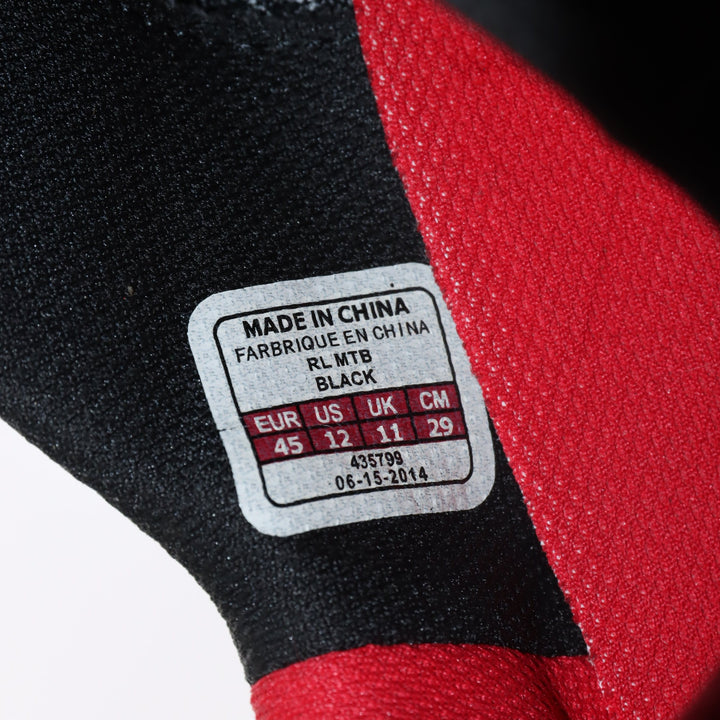 MADE IN CHINA
FARBRIQUE EN CHINA
RL MTB
BLACK
EUR US UK CM
45 12 11 29
435799
06-15-2014